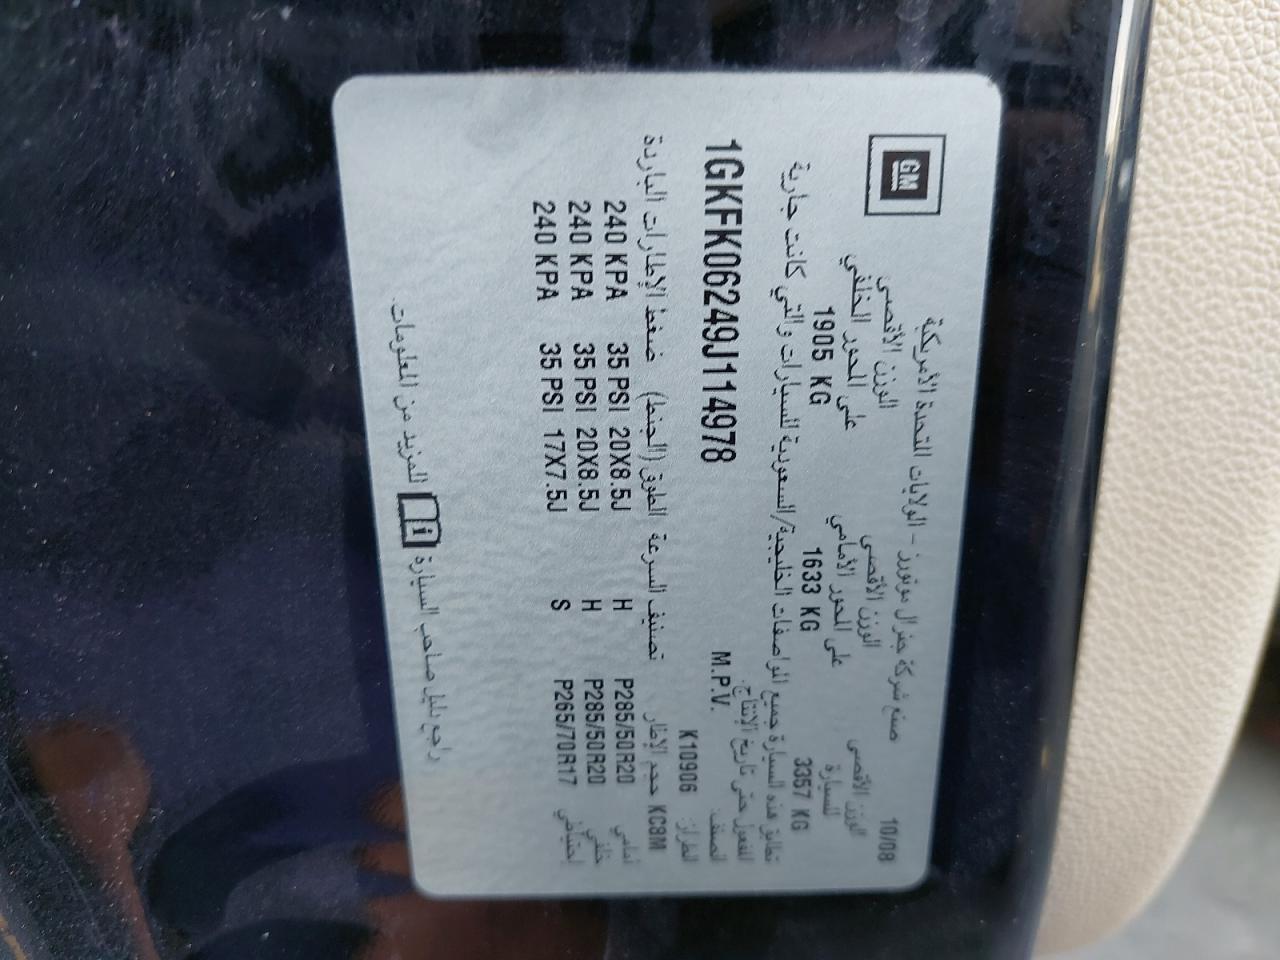 GM
صنع شركة جنرال موتورز - الولايات المتحدة الأمريكية 10/08
الوزن الأقصى للسيارة
3357 KG
الوزن الأقصى على المحور الأمامي
1633 KG
الوزن الأقصى على المحور الخلفي
1905 KG
تطابق هذه السيارة جميع المواصفات الخليجية/السعودية للسيارات والتي كانت جارية
المفعول حتى تاريخ الإنتاج.
1GKFK06249J114978 M.P.V. الصنف:
الطراز: K10906
KC8M حجم الإطار تصنيف السرعة الطوق (الجنط) ضغط الإطارات الباردة
أمامي P285/50R20 H 20X8.5J 35 PSI 240 KPA
خلفي P285/50R20 H 20X8.5J 35 PSI 240 KPA
إحتياطي P265/70R17 S 17X7.5J 35 PSI 240 KPA
راجع دليل صاحب السيارة i للمزيد من المعلومات.